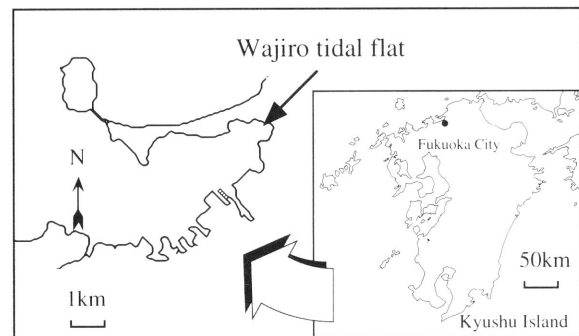 Wajiro tidal flat
N
1km
Fukuoka City
50km
Kyushu Island